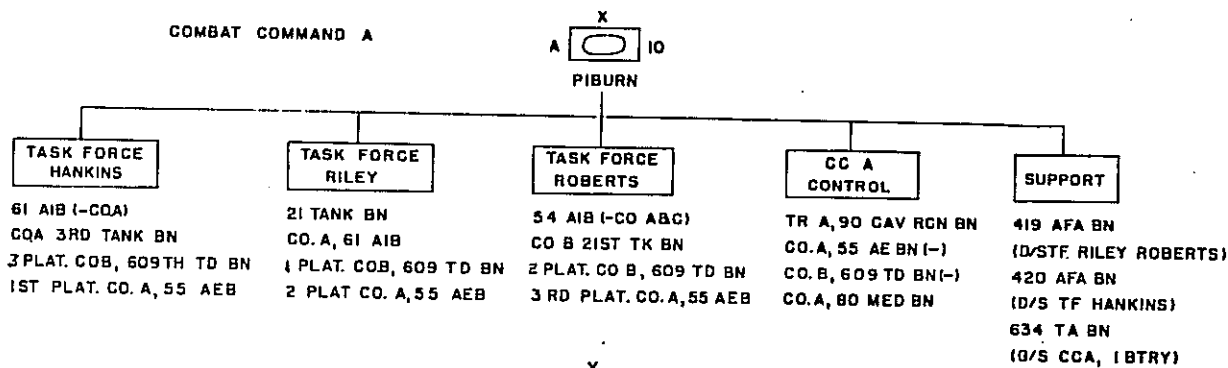 COMBAT COMMAND A
X
A 10
PIBURN
TASK FORCE
HANKINS
61 AIB (-COA)
COA 3RD TANK BN
3 PLAT. COB, 609TH TD BN
1ST PLAT. CO. A, 55 AEB
TASK FORCE
RILEY
21 TANK BN
CO. A, 61 AIB
1 PLAT. COB, 609 TD BN
2 PLAT CO. A, 55 AEB
TASK FORCE
ROBERTS
54 AIB (-CO A&C)
CO B 21ST TK BN
2 PLAT. CO B, 609 TD BN
3 RD PLAT. CO. A, 55 AEB
CC A
CONTROL
TR A, 90 CAV RCN BN
CO. A, 55 AE BN (-)
CO. B, 609 TD BN (-)
CO. A, 80 MED BN
SUPPORT
419 AFA BN
(D/STF. RILEY ROBERTS)
420 AFA BN
(D/S TF HANKINS)
634 TA BN
(G/S CCA, 1 BTRY)